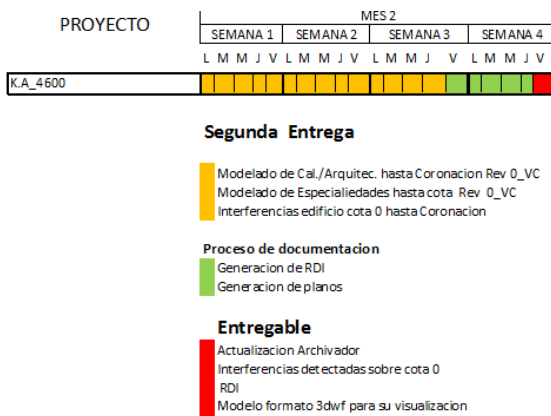 PROYECTO
MES 2
SEMANA 1 SEMANA 2 SEMANA 3 SEMANA 4
L M M J V L M M J V L M M J V L M M J V
K.A_4600
Segunda Entrega
Modelado de Cal./Arquitec. hasta Coronacion Rev 0_VC
Modelado de Especialiedades hasta cota Rev 0_VC
Interferencias edificio cota 0 hasta Coronacion
Proceso de documentacion
Generacion de RDI
Generacion de planos
Entregable
Actualizacion Archivador
Interferencias detectadas sobre cota 0
RDI
Modelo formato 3dwf para su visualizacion